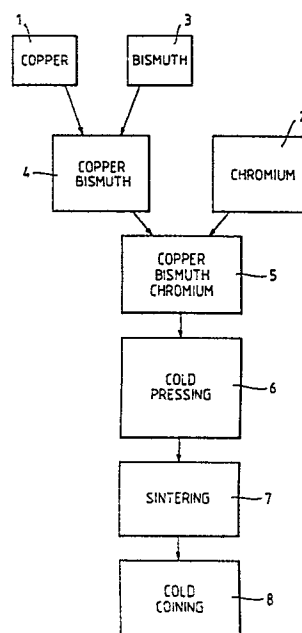 1
3
COPPER
BISMUTH
2
4
COPPER
BISMUTH
CHROMIUM
COPPER
BISMUTH
CHROMIUM
5
COLD
PRESSING
6
SINTERING
7
COLD
COINING
8